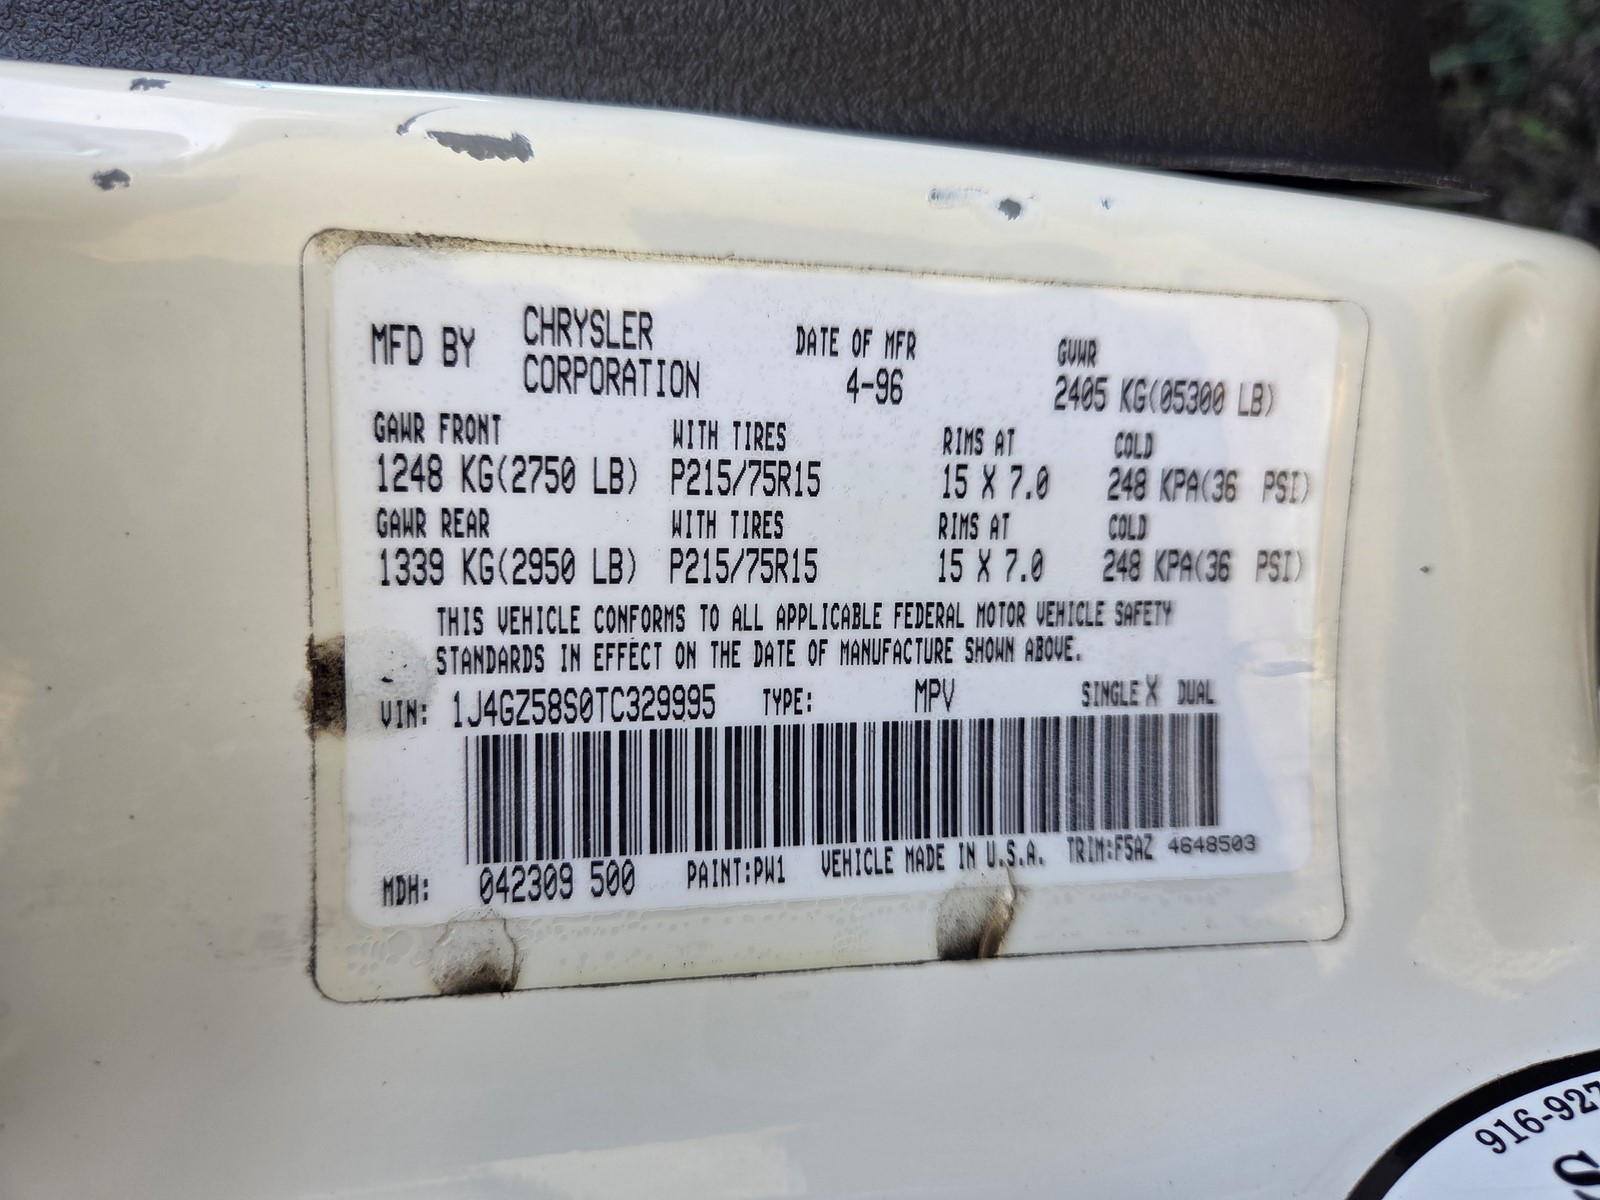 MFD BY CHRYSLER CORPORATION
DATE OF MFR
4-96
GVWR
2405 KG(05300 LB)
GAWR FRONT WITH TIRES RIMS AT COLD
1248 KG(2750 LB) P215/75R15 15 X 7.0 248 KPA(36 PSI)
GAWR REAR WITH TIRES RIMS AT COLD
1339 KG(2950 LB) P215/75R15 15 X 7.0 248 KPA(36 PSI)
THIS VEHICLE CONFORMS TO ALL APPLICABLE FEDERAL MOTOR VEHICLE SAFETY
STANDARDS IN EFFECT ON THE DATE OF MANUFACTURE SHOWN ABOVE.
VIN: 1J4GZ58S0TC329995 TYPE: MPV SINGLE X DUAL
MDH: 042309 500 PAINT:PW1 VEHICLE MADE IN U.S.A. TRIM:F5AZ 4648503
916-927